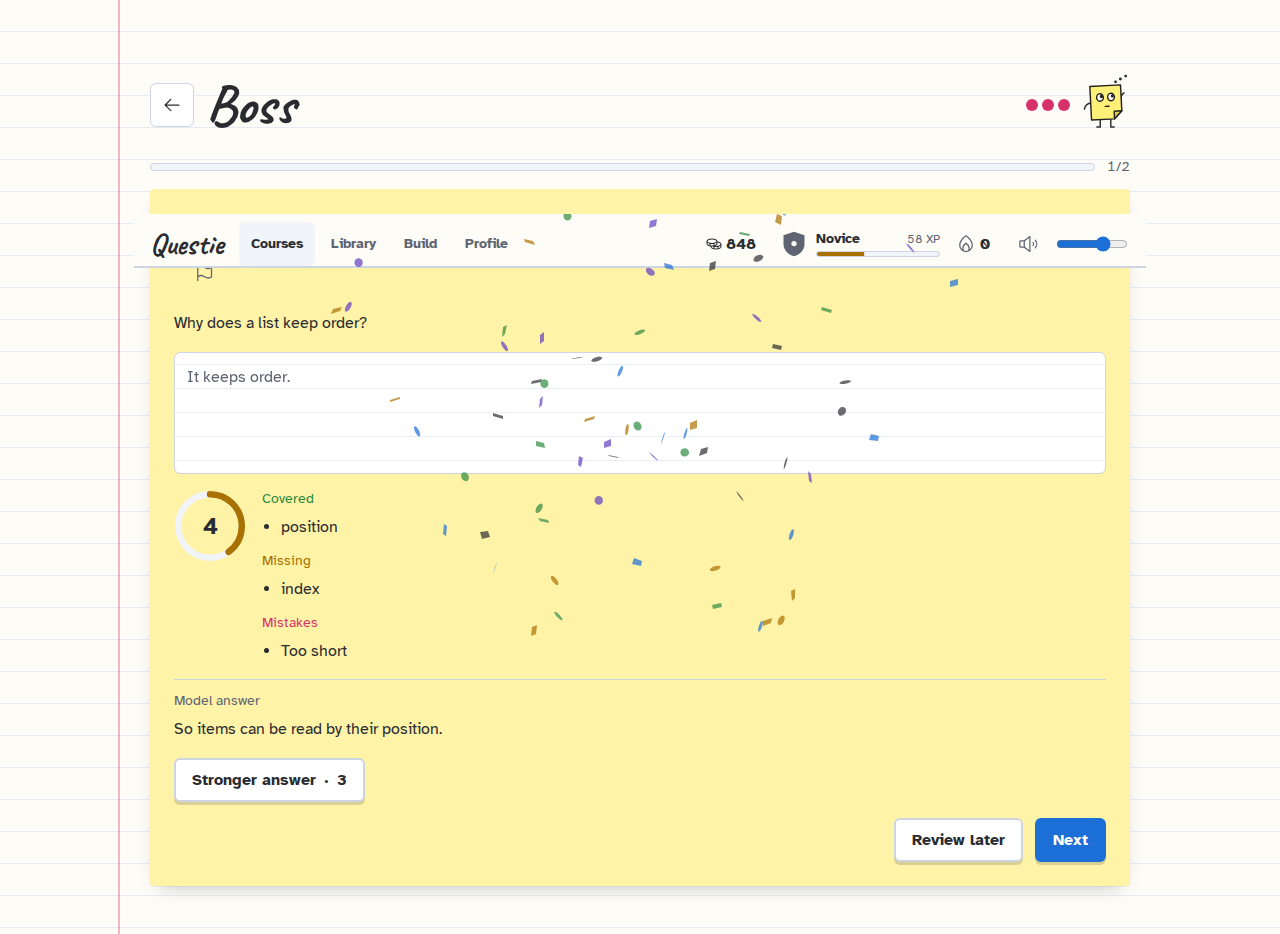 Boss
1/2
Questie Courses Library Build Profile 848 Novice 58 XP 0
Why does a list keep order?
It keeps order.
4
Covered
• position
Missing
• index
Mistakes
• Too short
Model answer
So items can be read by their position.
Stronger answer · 3
Review later Next